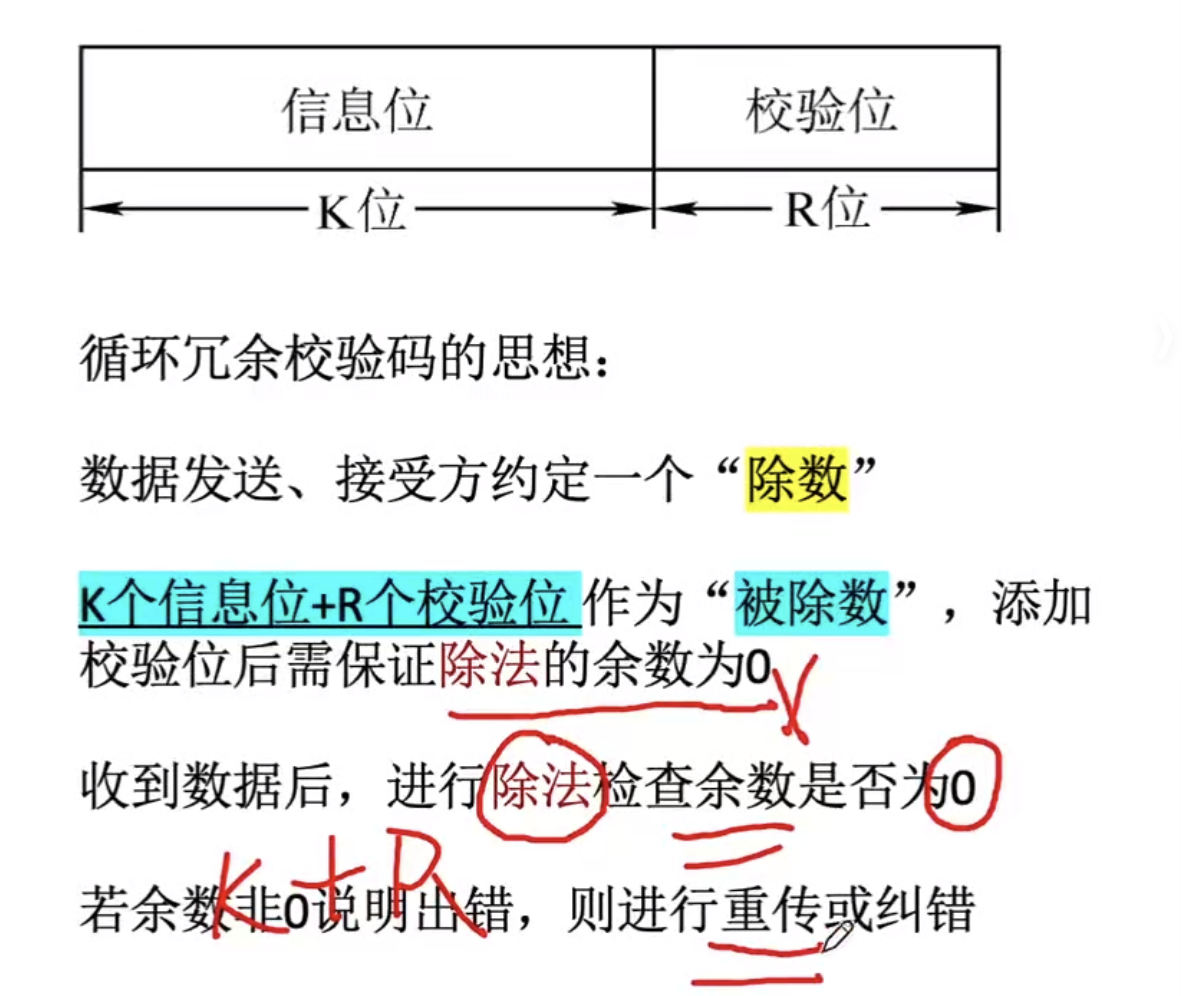 信息位 校验位
K位 R位
循环冗余校验码的思想：
数据发送、接受方约定一个“除数”
K个信息位+R个校验位 作为“被除数”，添加
校验位后需保证除法的余数为0
收到数据后，进行除法检查余数是否为0
K+R
若余数非0说明出错，则进行重传或纠错